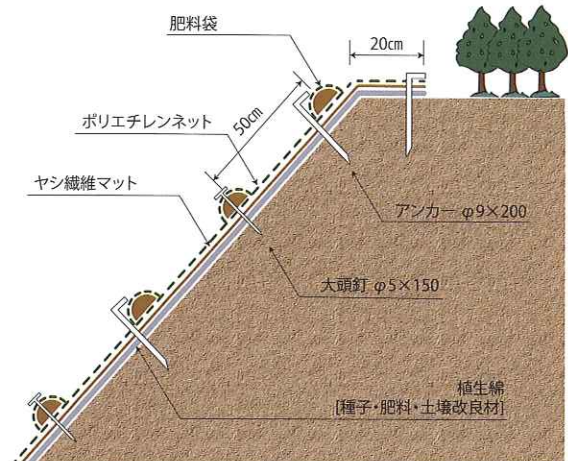 肥料袋
20㎝
50㎝
ポリエチレンネット
ヤシ繊維マット
アンカー φ9×200
大頭釘 φ5×150
植生綿
[種子・肥料・土壌改良材]